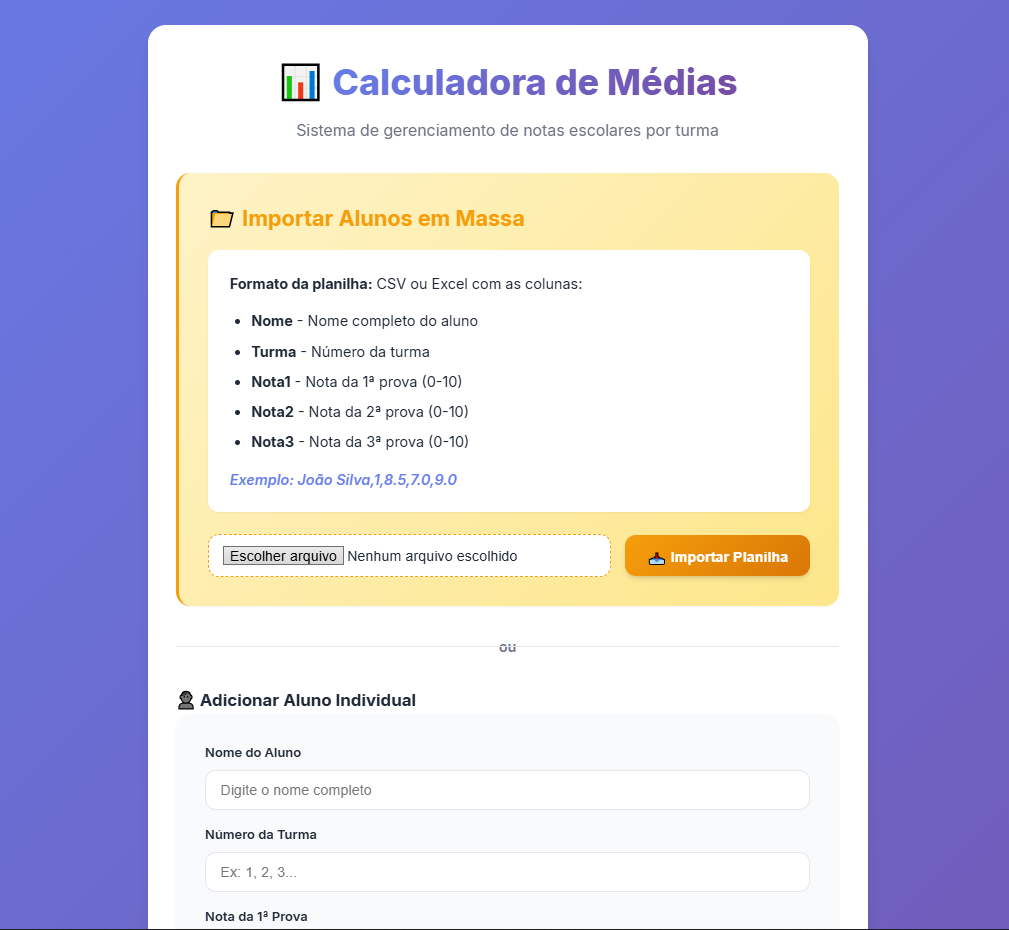 Calculadora de Médias
Sistema de gerenciamento de notas escolares por turma
Importar Alunos em Massa
Formato da planilha: CSV ou Excel com as colunas:
Nome - Nome completo do aluno
Turma - Número da turma
Nota1 - Nota da 1ª prova (0-10)
Nota2 - Nota da 2ª prova (0-10)
Nota3 - Nota da 3ª prova (0-10)
Exemplo: João Silva,1,8.5,7.0,9.0
Escolher arquivo Nenhum arquivo escolhido
Importar Planilha
ou
Adicionar Aluno Individual
Nome do Aluno
Digite o nome completo
Número da Turma
Ex: 1, 2, 3...
Nota da 1ª Prova